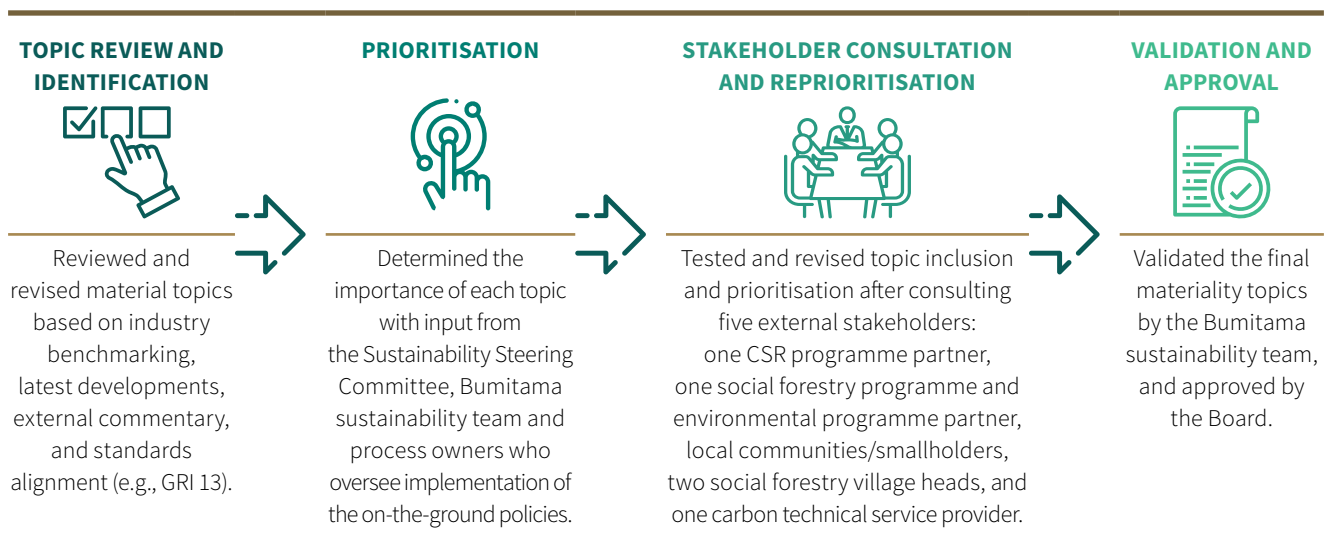 TOPIC REVIEW AND
IDENTIFICATION
Reviewed and
revised material topics
based on industry
benchmarking,
latest developments,
external commentary,
and standards
alignment (e.g., GRI 13).
PRIORITISATION
Determined the
importance of each topic
with input from
the Sustainability Steering
Committee, Bumitama
sustainability team and
process owners who
oversee implementation of
the on-the-ground policies.
STAKEHOLDER CONSULTATION
AND REPRIORITISATION
Tested and revised topic inclusion
and prioritisation after consulting
five external stakeholders:
one CSR programme partner,
one social forestry programme and
environmental programme partner,
local communities/smallholders,
two social forestry village heads, and
one carbon technical service provider.
VALIDATION AND
APPROVAL
Validated the final
materiality topics
by the Bumitama
sustainability team,
and approved by
the Board.